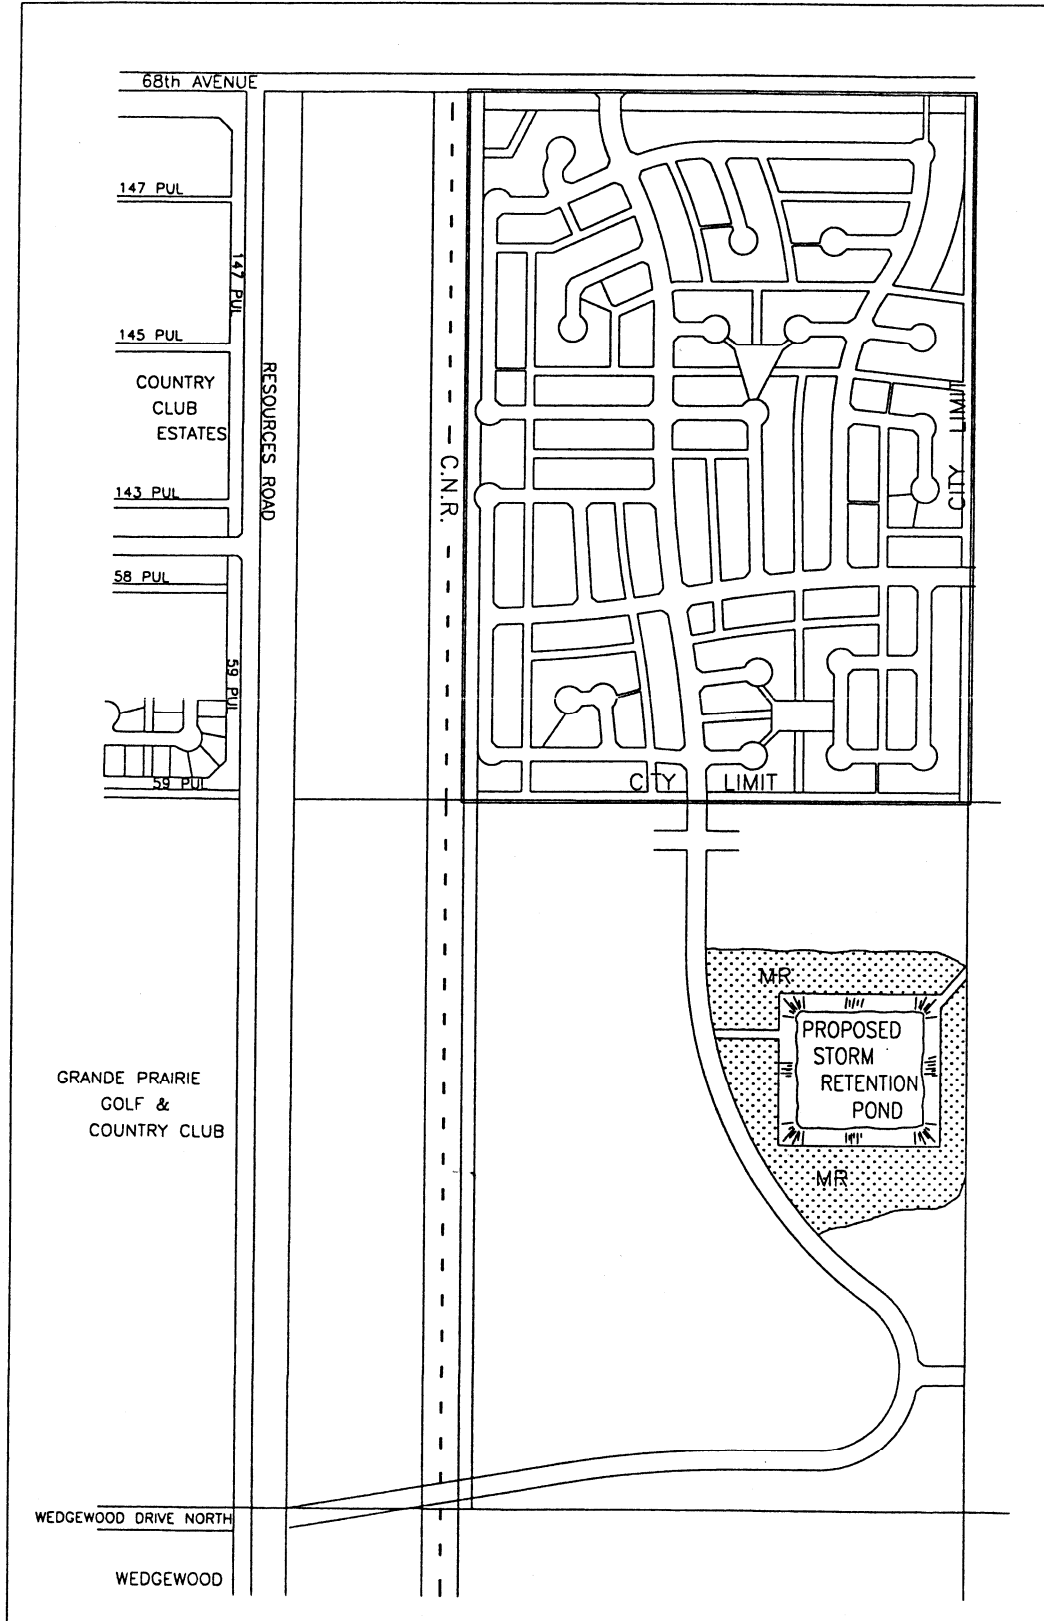 68th AVENUE
147 PUL
147 PUL
145 PUL
COUNTRY
CLUB
ESTATES
RESOURCES ROAD
C.N.R.
CITY LIMIT
143 PUL
58 PUL
59 PUL
59 PUL
CITY LIMIT
MR
PROPOSED
STORM
RETENTION
POND
MR
GRANDE PRAIRIE
GOLF &
COUNTRY CLUB
WEDGEWOOD DRIVE NORTH
WEDGEWOOD